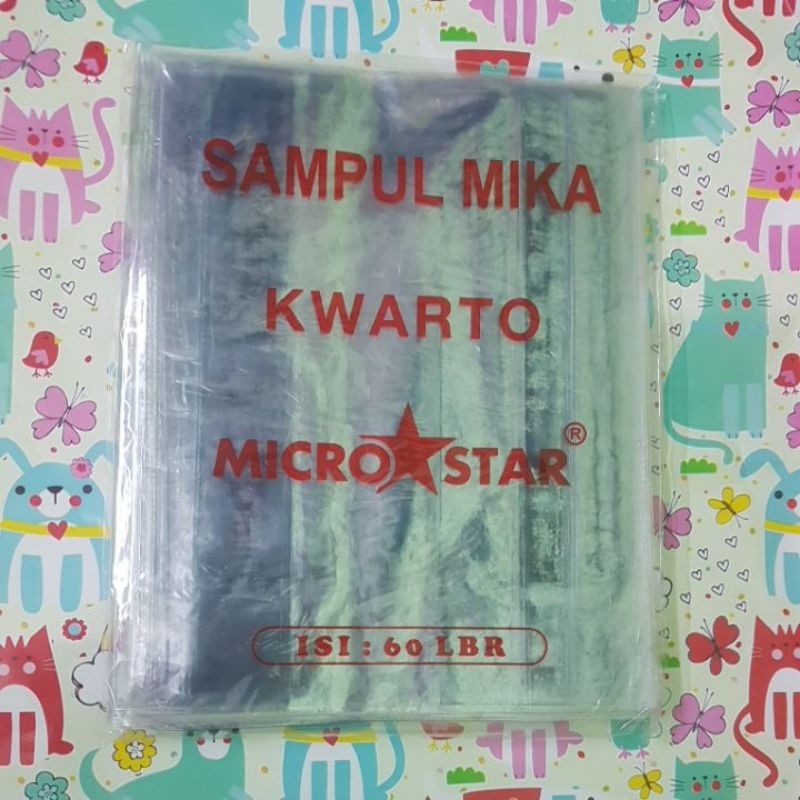 SAMPUL MIKA
KWARTO
MICRO★STAR®
ISI : 60 LBR